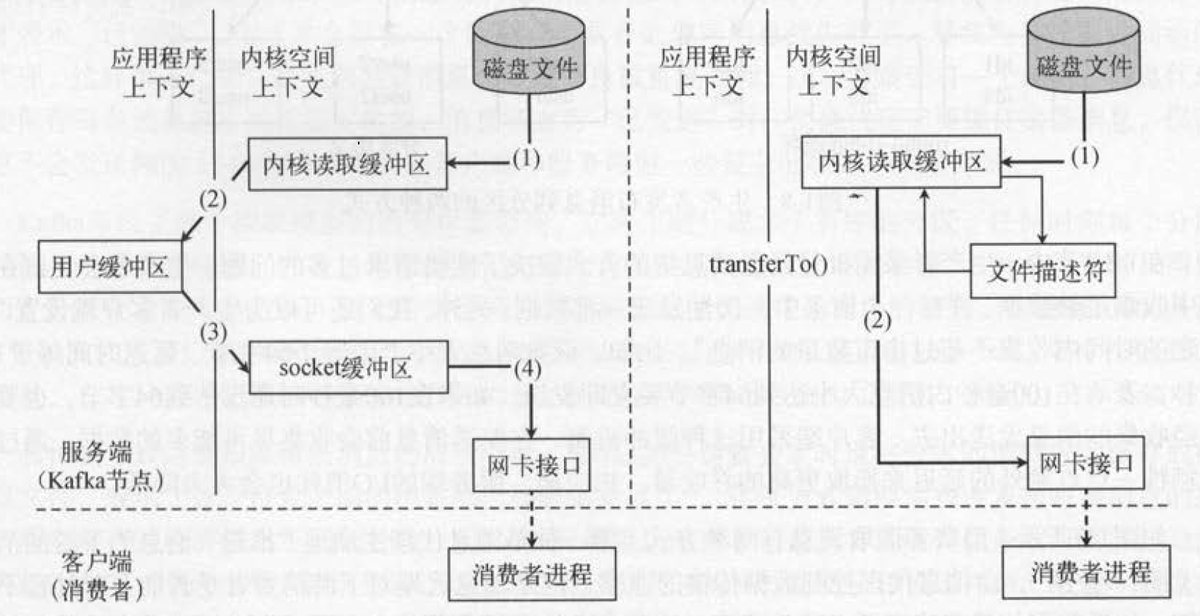 应用程序
上下文
内核空间
上下文
磁盘文件
内核读取缓冲区
(1)
(2)
用户缓冲区
(3)
socket缓冲区
(4)
服务端
(Kafka节点)
网卡接口
客户端
(消费者)
消费者进程
应用程序
上下文
内核空间
上下文
磁盘文件
内核读取缓冲区
(1)
transferTo()
文件描述符
(2)
网卡接口
消费者进程